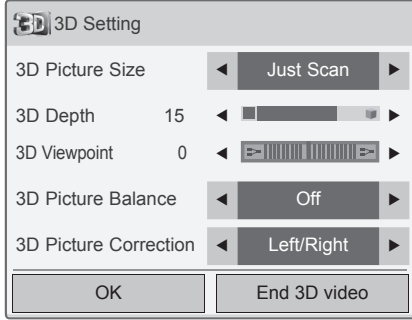 3D 3D Setting
3D Picture Size Just Scan
3D Depth 15
3D Viewpoint 0
3D Picture Balance Off
3D Picture Correction Left/Right
OK End 3D video